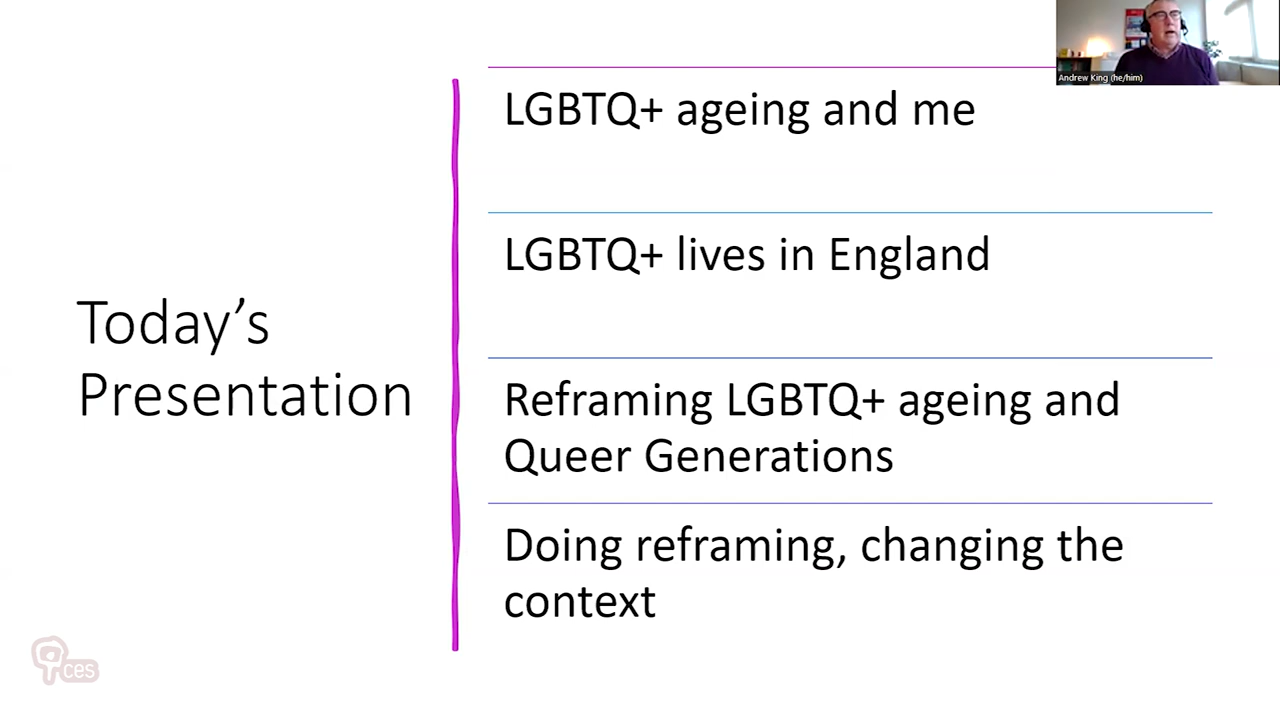 Andrew King (he/him)
LGBTQ+ ageing and me
LGBTQ+ lives in England
Today’s
Presentation
Reframing LGBTQ+ ageing and
Queer Generations
Doing reframing, changing the
context
ces